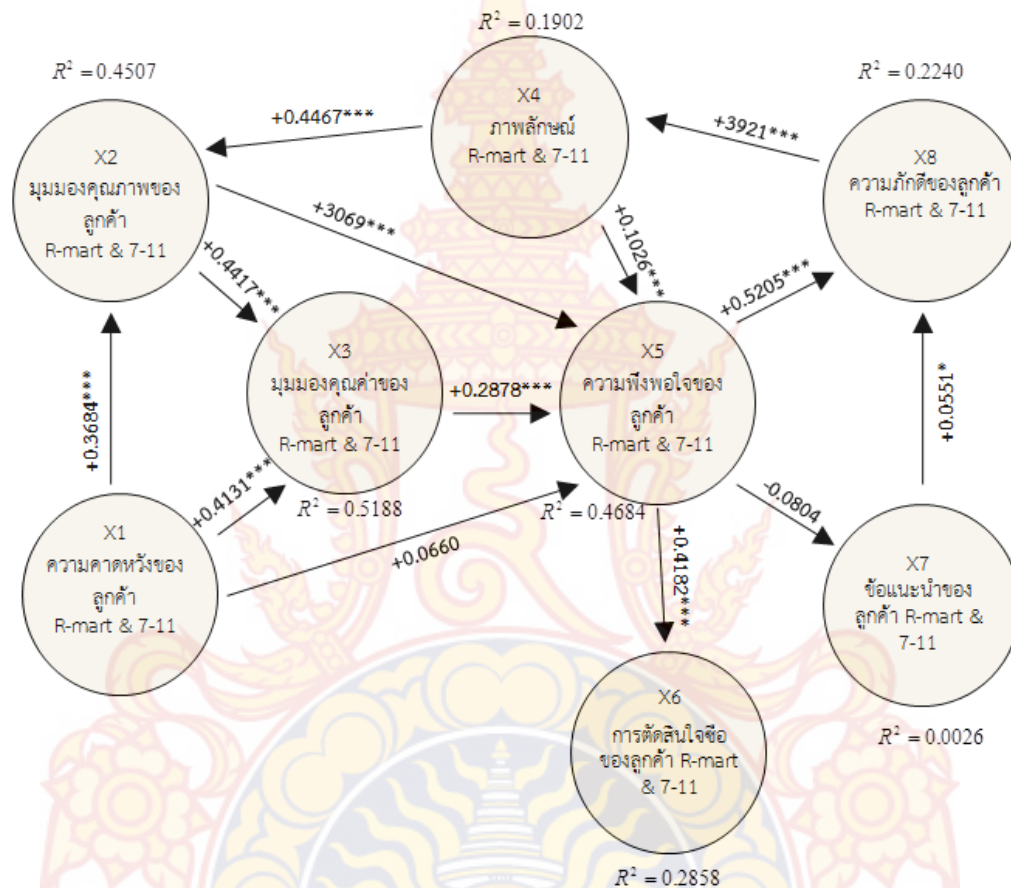 R² = 0.1902
R² = 0.4507
R² = 0.2240
X4
ภาพลักษณ์
R-mart & 7-11
+0.4467***
+3921***
X2
มุมมองคุณภาพของ
ลูกค้า
R-mart & 7-11
X8
ความภักดีของลูกค้า
R-mart & 7-11
+3069***
+0.1026***
+0.4417***
+0.5205***
X3
มุมมองคุณค่าของ
ลูกค้า
R-mart & 7-11
+0.2878***
X5
ความพึงพอใจของ
ลูกค้า
R-mart & 7-11
+0.3684***
+0.0551*
+0.4131***
R² = 0.5188
R² = 0.4684
-0.0804
+0.0660
+0.4182***
X1
ความคาดหวังของ
ลูกค้า
R-mart & 7-11
X7
ข้อแนะนำของ
ลูกค้า R-mart &
7-11
X6
การตัดสินใจซือ
ของลูกค้า R-mart
& 7-11
R² = 0.0026
R² = 0.2858